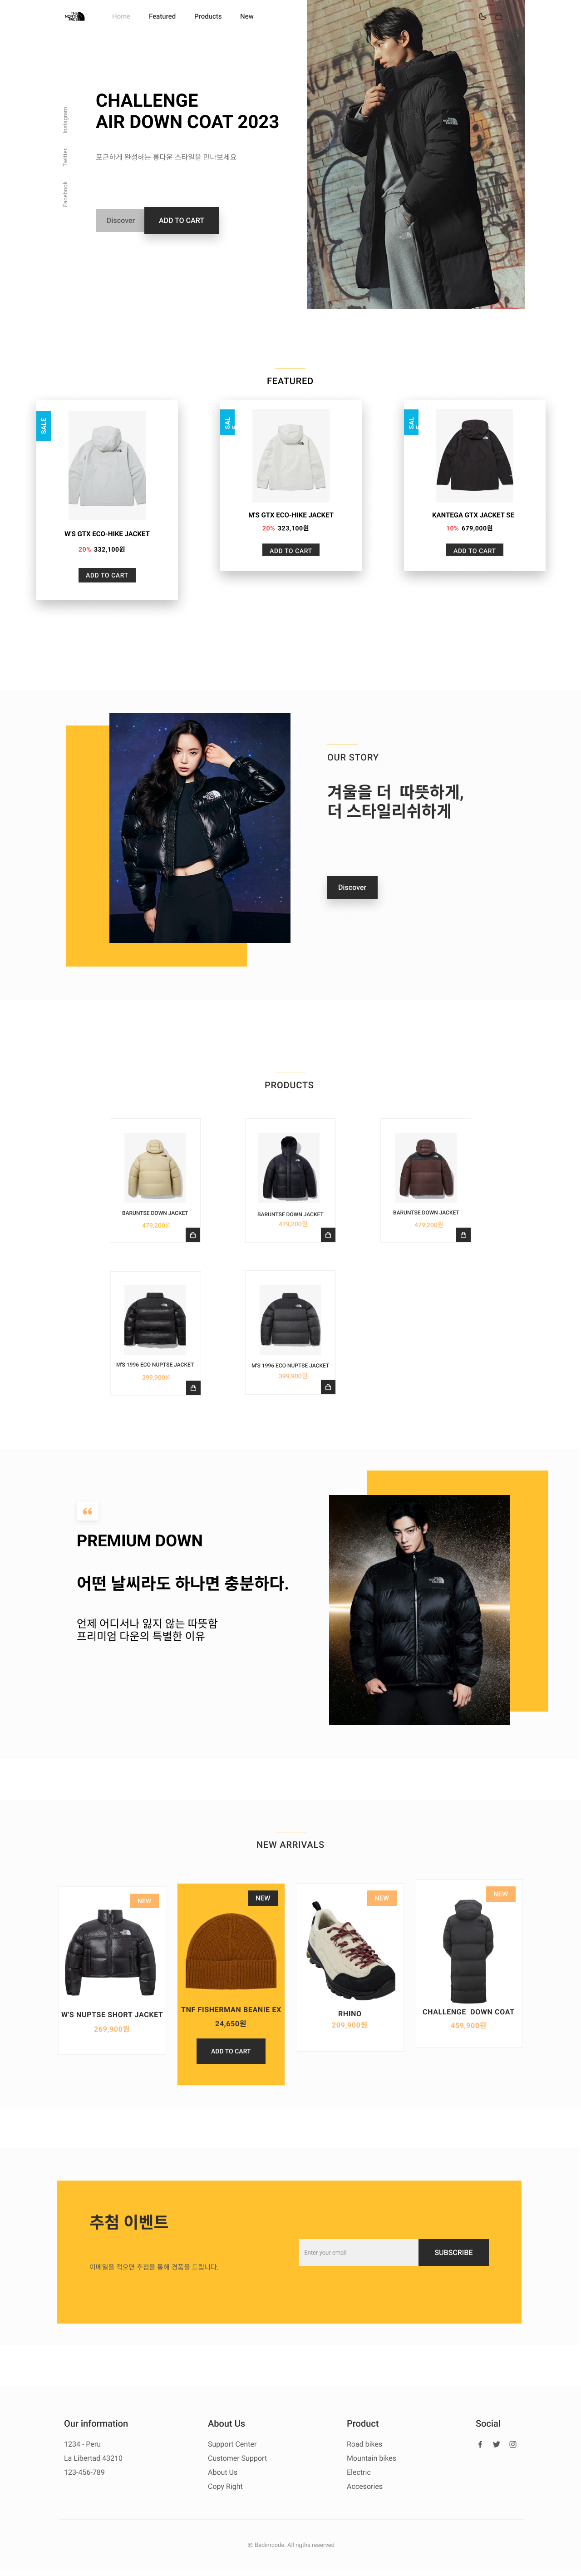 THE NORTH FACE
Home
Featured
Products
New
Instagram
Twitter
Facebook
CHALLENGE
AIR DOWN COAT 2023
포근하게 완성하는 롱다운 스타일을 만나보세요
Discover
ADD TO CART
FEATURED
SALE
W'S GTX ECO-HIKE JACKET
20% 332,100원
ADD TO CART
SAL
M'S GTX ECO-HIKE JACKET
20% 323,100원
ADD TO CART
SAL
KANTEGA GTX JACKET SE
10% 679,000원
ADD TO CART
OUR STORY
겨울을 더 따뜻하게,
더 스타일리쉬하게
Discover
PRODUCTS
BARUNTSE DOWN JACKET
479,200원
BARUNTSE DOWN JACKET
479,200원
BARUNTSE DOWN JACKET
479,200원
M'S 1996 ECO NUPTSE JACKET
399,900원
M'S 1996 ECO NUPTSE JACKET
399,900원
PREMIUM DOWN
어떤 날씨라도 하나면 충분하다.
언제 어디서나 잃지 않는 따뜻함
프리미엄 다운의 특별한 이유
NEW ARRIVALS
NEW
W'S NUPTSE SHORT JACKET
269,900원
NEW
TNF FISHERMAN BEANIE EX
24,650원
ADD TO CART
NEW
RHINO
209,900원
NEW
CHALLENGE DOWN COAT
459,900원
추첨 이벤트
이메일을 적으면 추첨을 통해 경품을 드립니다.
Enter your email
SUBSCRIBE
Our information
1234 - Peru
La Libertad 43210
123-456-789
About Us
Support Center
Customer Support
About Us
Copy Right
Product
Road bikes
Mountain bikes
Electric
Accesories
Social
© Bedimcode. All rigths reserved